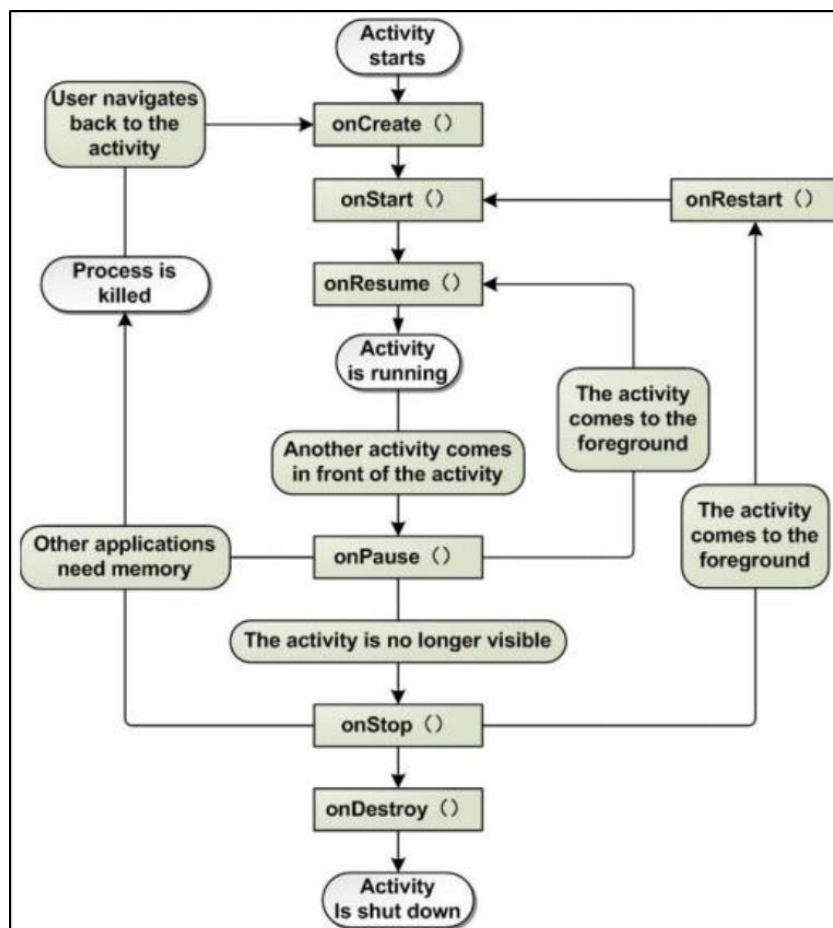 Activity
starts
User navigates
back to the
activity
onCreate ()
onStart ()
onRestart ()
Process is
killed
onResume ()
Activity
is running
The activity
comes to the
foreground
Another activity comes
in front of the activity
The activity
comes to the
foreground
Other applications
need memory
onPause ()
The activity is no longer visible
onStop ()
onDestroy ()
Activity
Is shut down